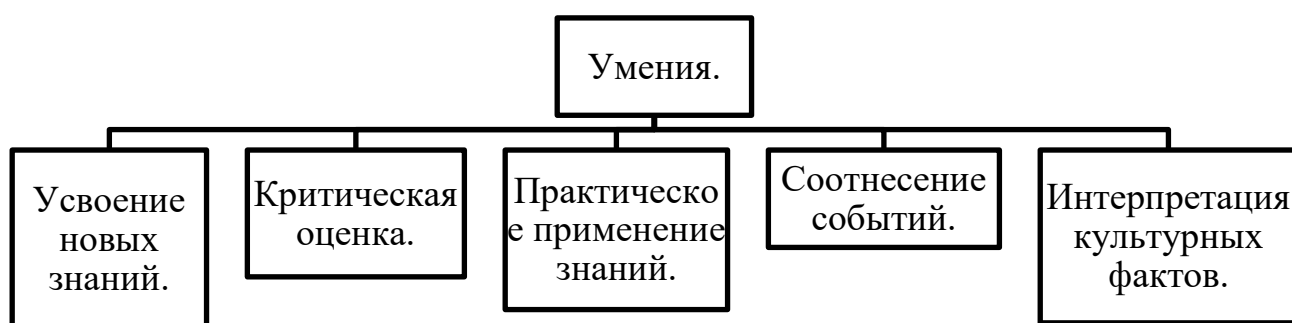 Умения.
Усвоение
новых
знаний.
Критическая
оценка.
Практическо
е применение
знаний.
Соотнесение
событий.
Интерпретация
культурных
фактов.